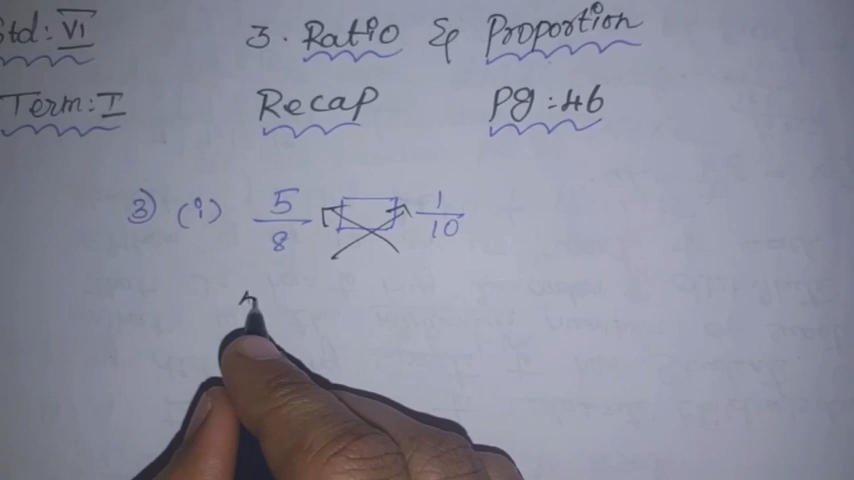 Std: VI 3. Ratio & Proportion
Term: I Recap Pg: 46
3) (i) 5/8 □ 1/10